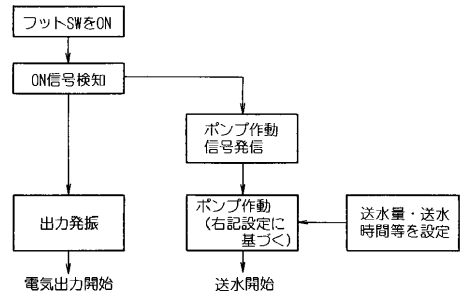 フットSWをON
ON信号検知
ポンプ作動
信号発信
出力発振
ポンプ作動
(右記設定に
基づく)
送水量・送水
時間等を設定
電気出力開始
送水開始